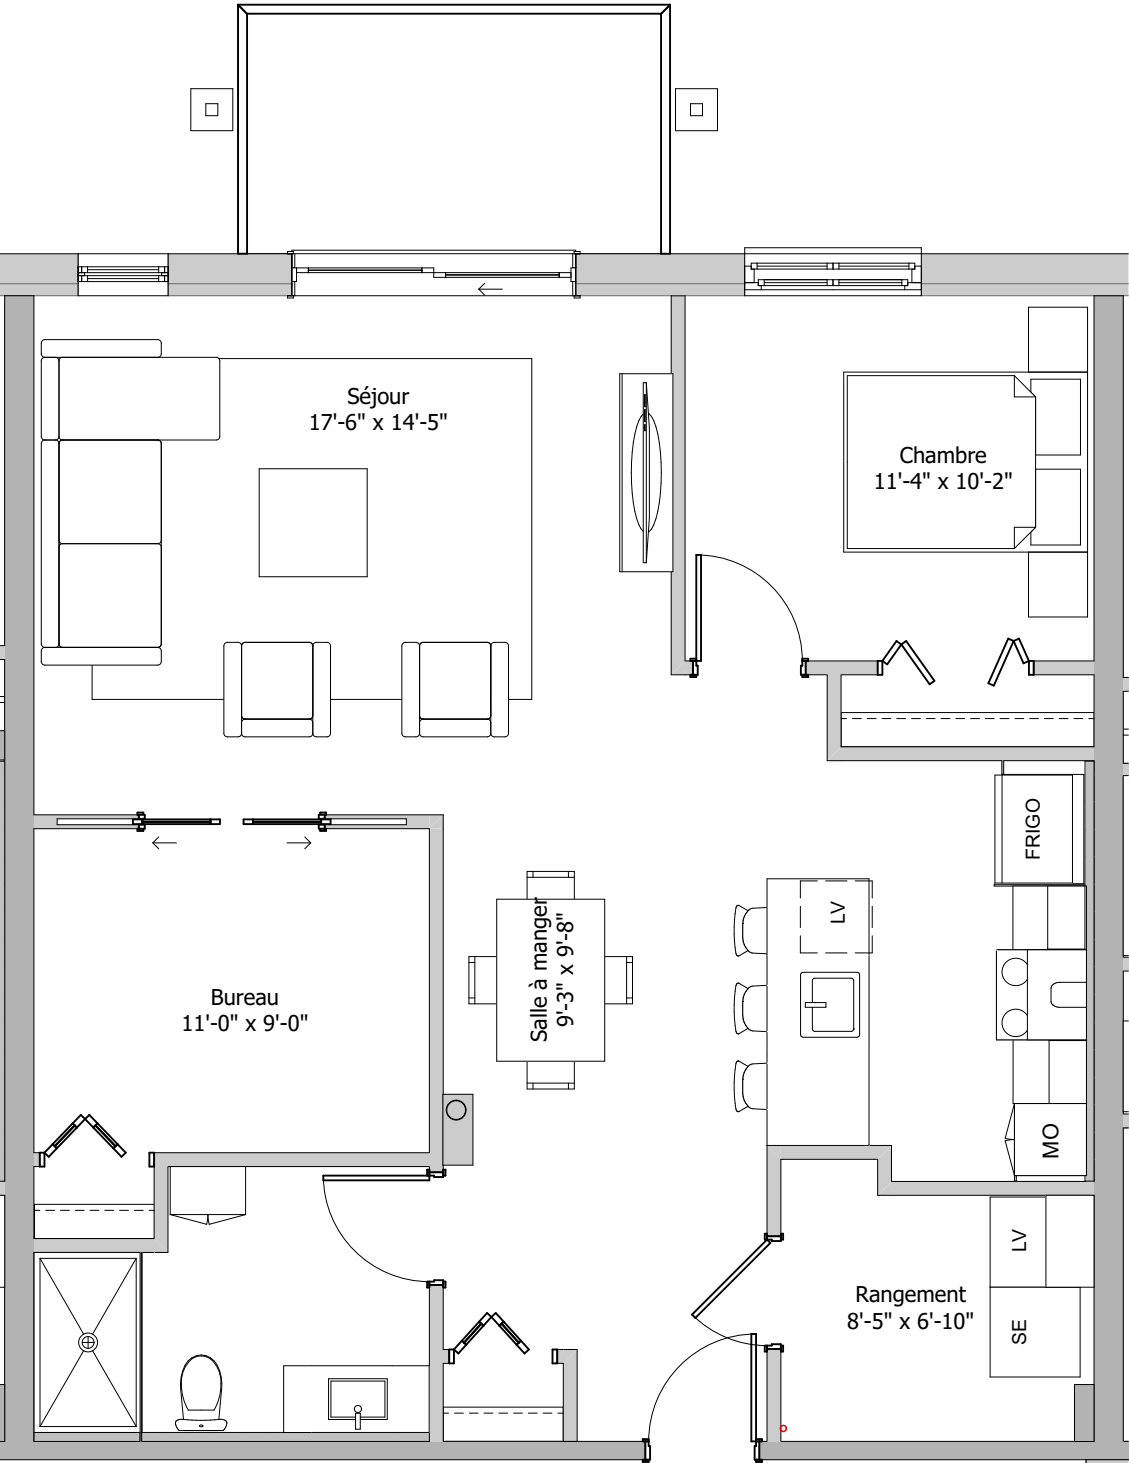 Séjour
17'-6" x 14'-5"
Chambre
11'-4" x 10'-2"
FRIGO
LV
Salle à manger
9'-3" x 9'-8"
Bureau
11'-0" x 9'-0"
MO
LV
Rangement
8'-5" x 6'-10"
SE